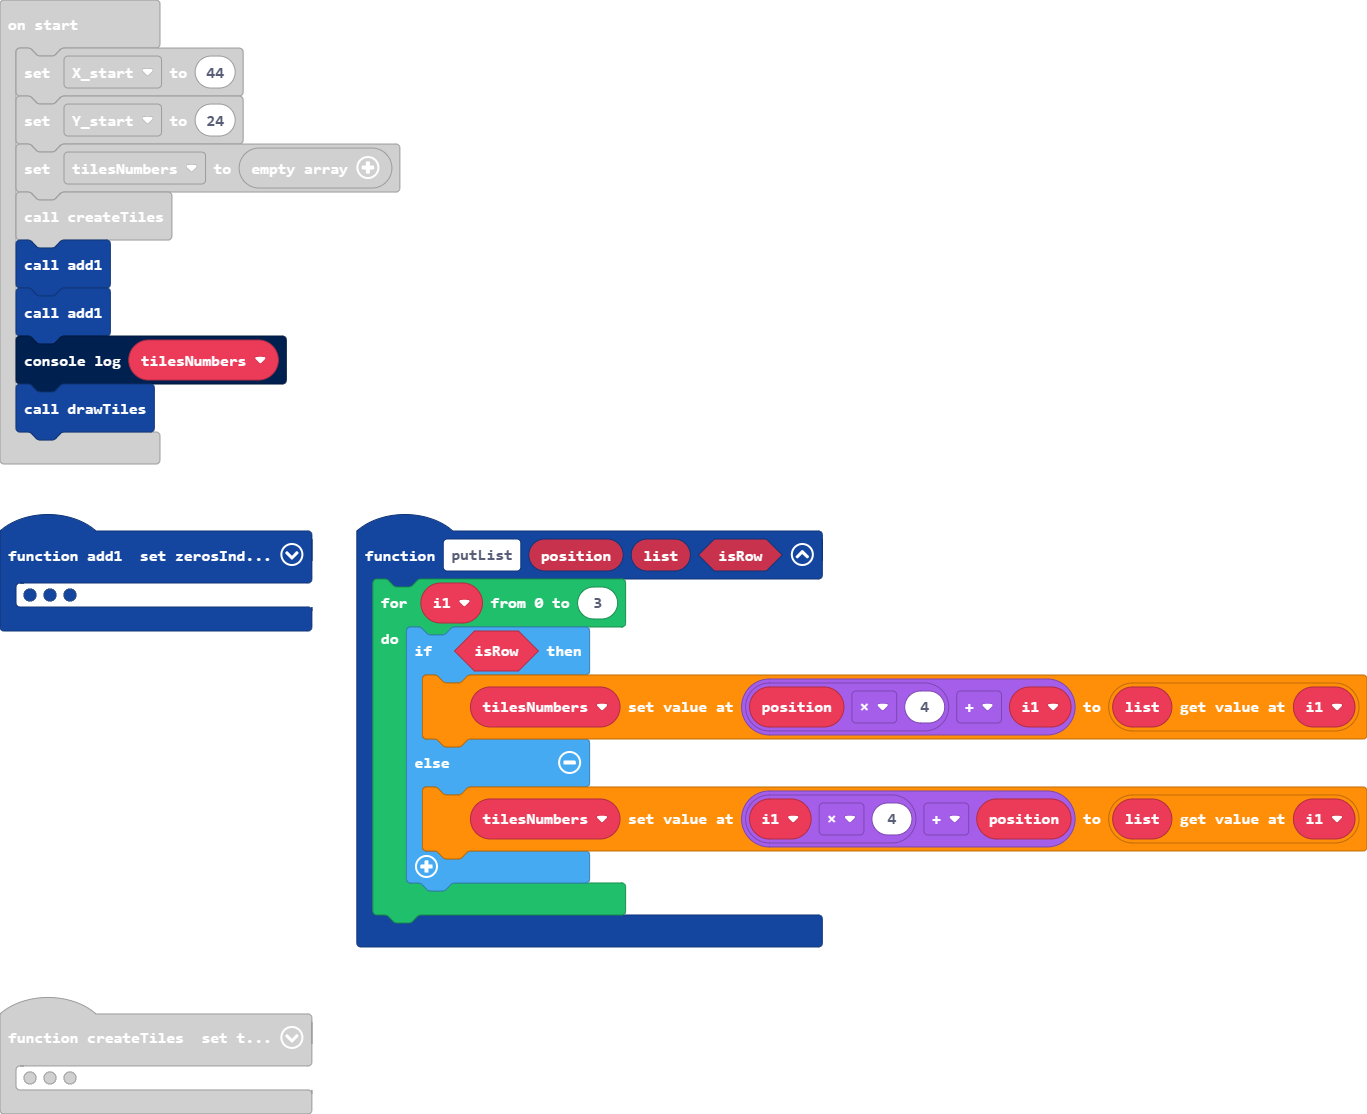 on start
set X_start to 44
set Y_start to 24
set tilesNumbers to empty array
call createTiles
call add1
call add1
console log tilesNumbers
call drawTiles
function add1 set zerosInd...
function putList position list isRow
for i1 from 0 to 3
do
if isRow then
tilesNumbers set value at position × 4 + i1 to list get value at i1
else
tilesNumbers set value at i1 × 4 + position to list get value at i1
function createTiles set t...